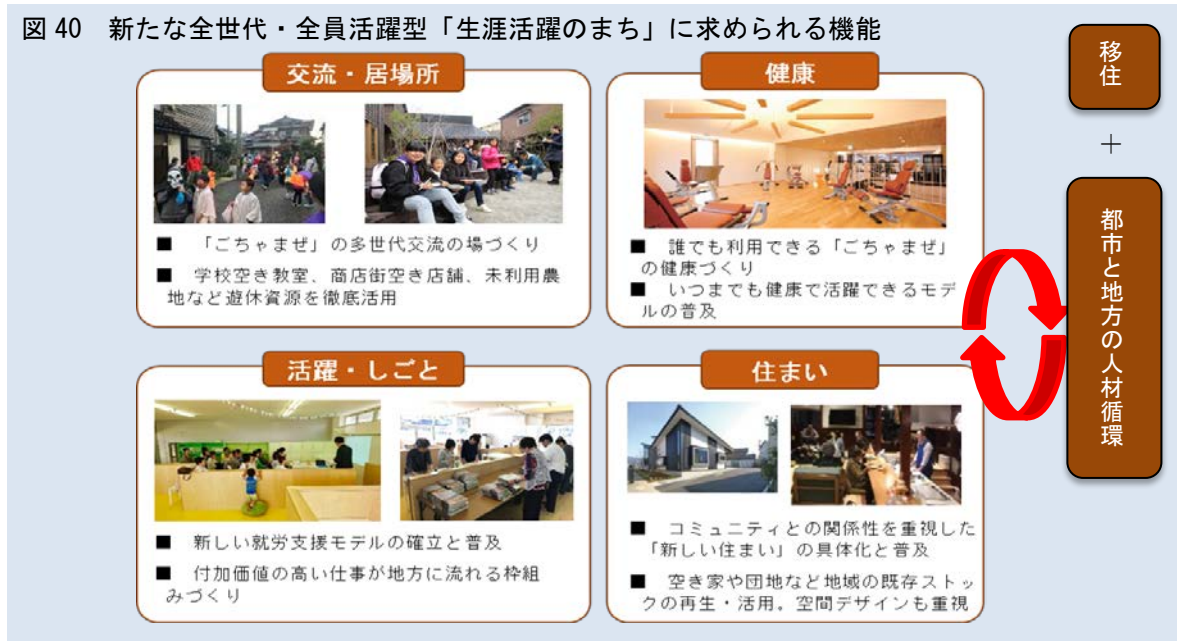 図 40　新たな全世代・全員活躍型「生涯活躍のまち」に求められる機能
交流・居場所
■　「ごちゃまぜ」の多世代交流の場づくり
■　学校空き教室、商店街空き店舗、未利用農
地など遊休資源を徹底活用
健康
■　誰でも利用できる「ごちゃまぜ」
の健康づくり
■　いつまでも健康で活躍できるモデ
ルの普及
活躍・しごと
■　新しい就労支援モデルの確立と普及
■　付加価値の高い仕事が地方に流れる枠組
みづくり
住まい
■　コミュニティとの関係性を重視した
「新しい住まい」の具体化と普及
■　空き家や団地など地域の既存ストッ
クの再生・活用。空間デザインも重視
移住
＋
都市と地方の人材循環